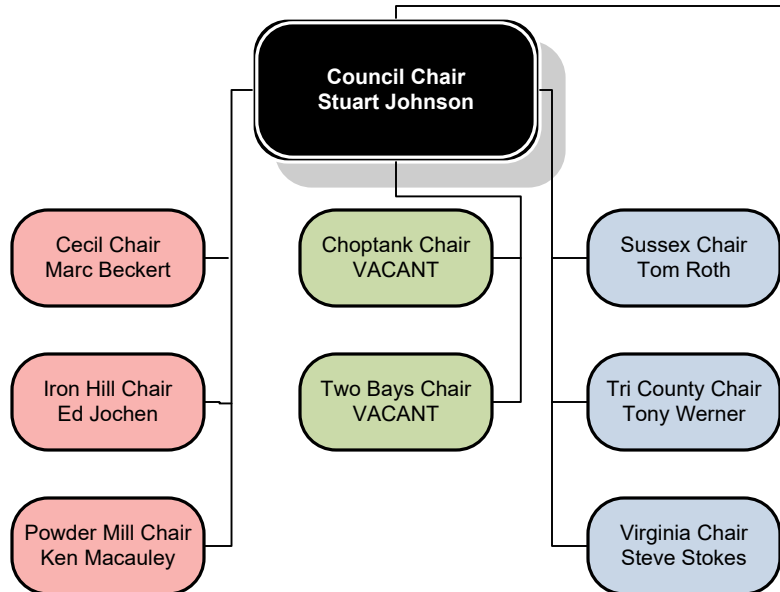 Council Chair
Stuart Johnson
Cecil Chair
Marc Beckert
Choptank Chair
VACANT
Sussex Chair
Tom Roth
Iron Hill Chair
Ed Jochen
Two Bays Chair
VACANT
Tri County Chair
Tony Werner
Powder Mill Chair
Ken Macauley
Virginia Chair
Steve Stokes